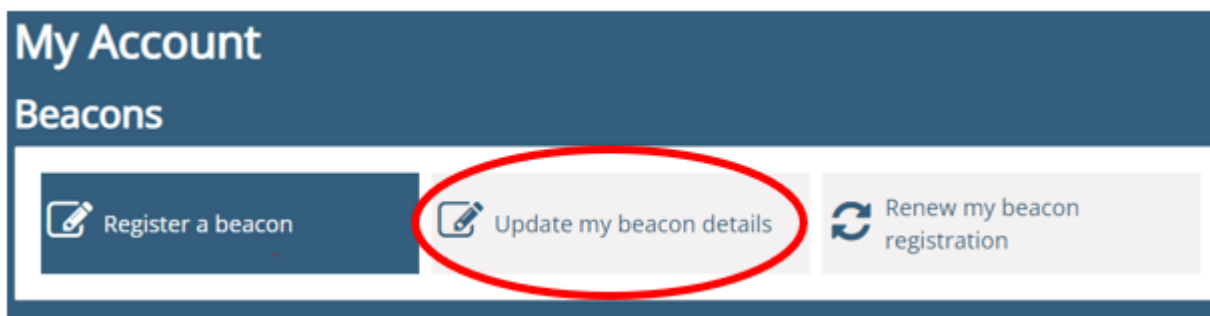 My Account
Beacons
Register a beacon
Update my beacon details
Renew my beacon
registration